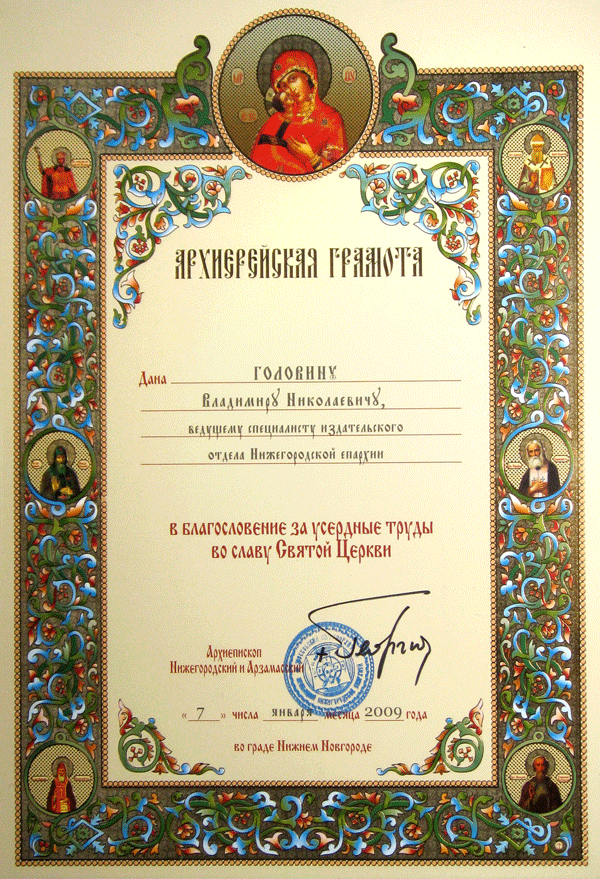 АРХИЕРЕЙСКАЯ ГРАМОТА
Дана ГОЛОВИНУ
Владимиру Николаевичу,
ведущему специалисту издательского
отдела Нижегородской епархии
в благословение за усердные труды
во славу Святой Церкви
Архиепископ
Нижегородский и Арзамасский
Георгий
« 7 » числа января месяца 2009 года
во граде Нижнем Новгороде